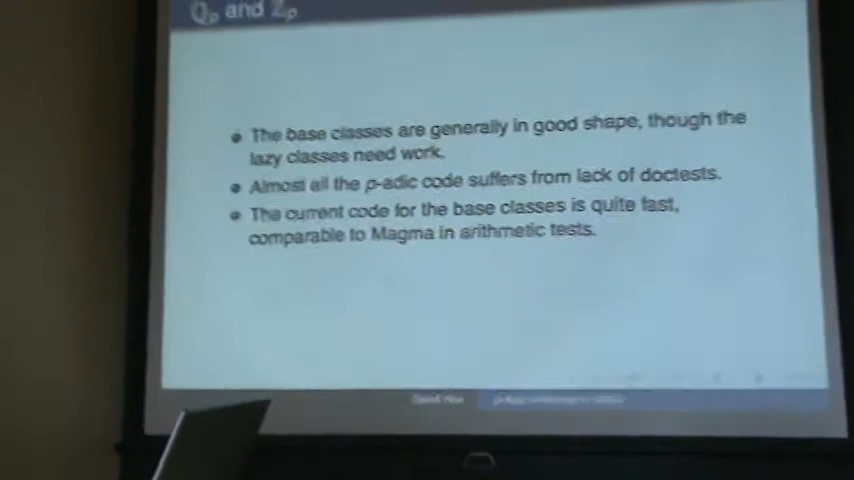 Qp and Zp
The base classes are generally in good shape, though the
lazy classes need work.
Almost all the p-adic code suffers from lack of doctests.
The current code for the base classes is quite fast,
comparable to Magma in arithmetic tests.